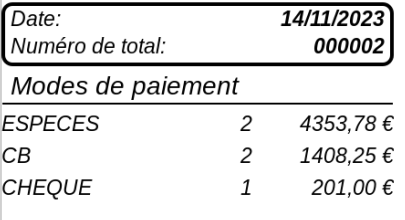 Date: 14/11/2023
Numéro de total: 000002
Modes de paiement
ESPECES 2 4353,78 €
CB 2 1408,25 €
CHEQUE 1 201,00 €